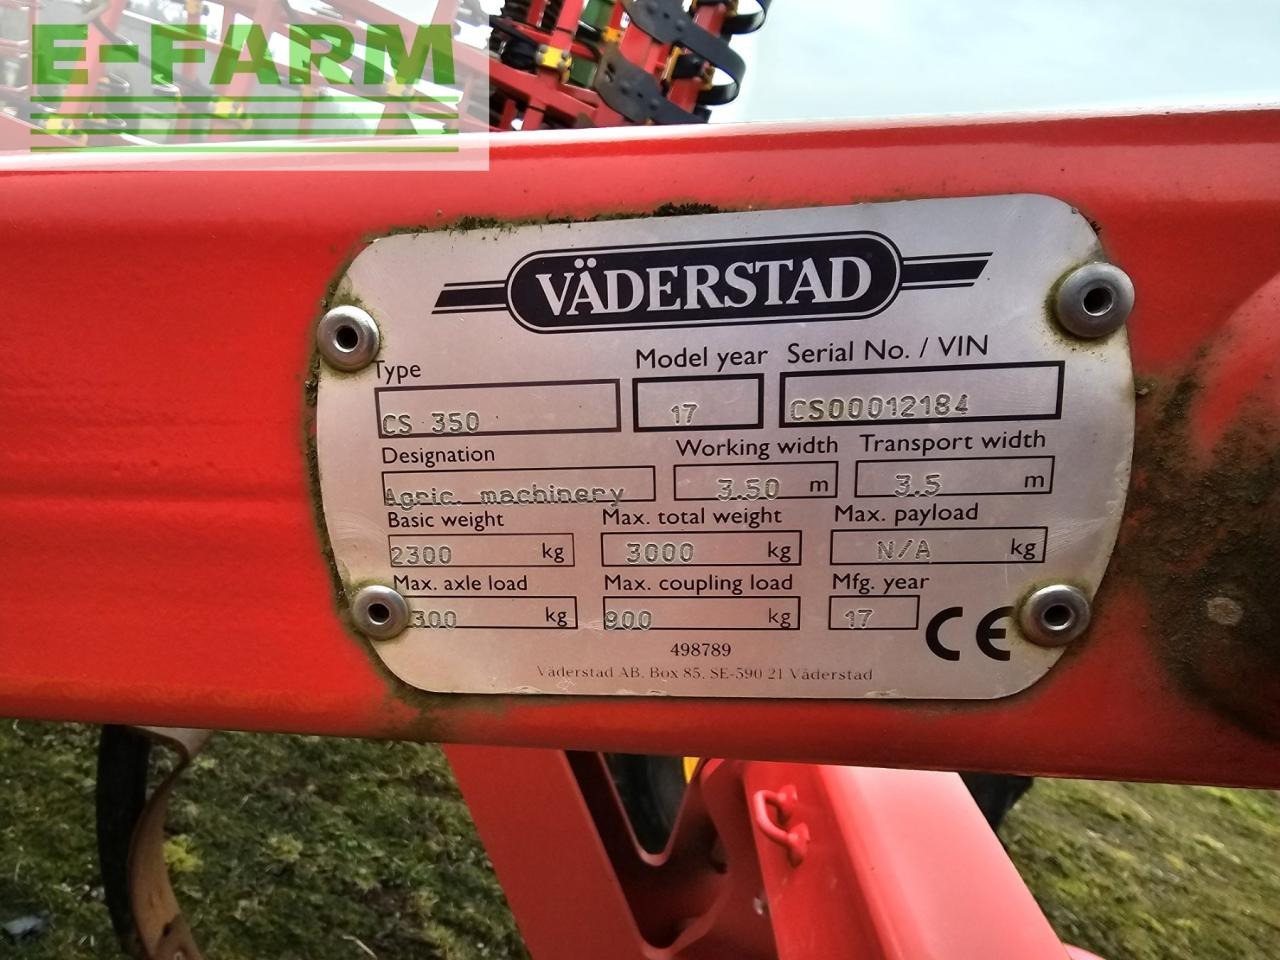 E-FARM
VÄDERSTAD
Type Model year Serial No. / VIN
CS 350 17 CS00012184
Designation Working width Transport width
Agric. machinery 3.50 m 3.5 m
Basic weight Max. total weight Max. payload
2300 kg 3000 kg N/A kg
Max. axle load Max. coupling load Mfg. year
300 kg 900 kg 17 CE
498789
Väderstad AB, Box 85, SE-590 21 Väderstad